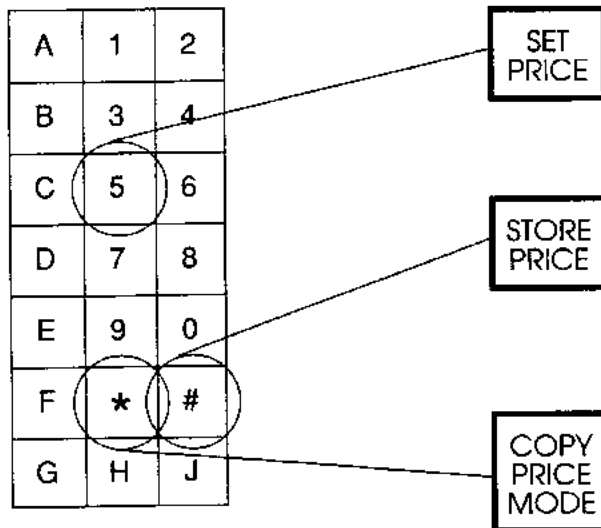 A 1 2
B 3 4
C 5 6
D 7 8
E 9 0
F * #
G H J
SET
PRICE
STORE
PRICE
COPY
PRICE
MODE